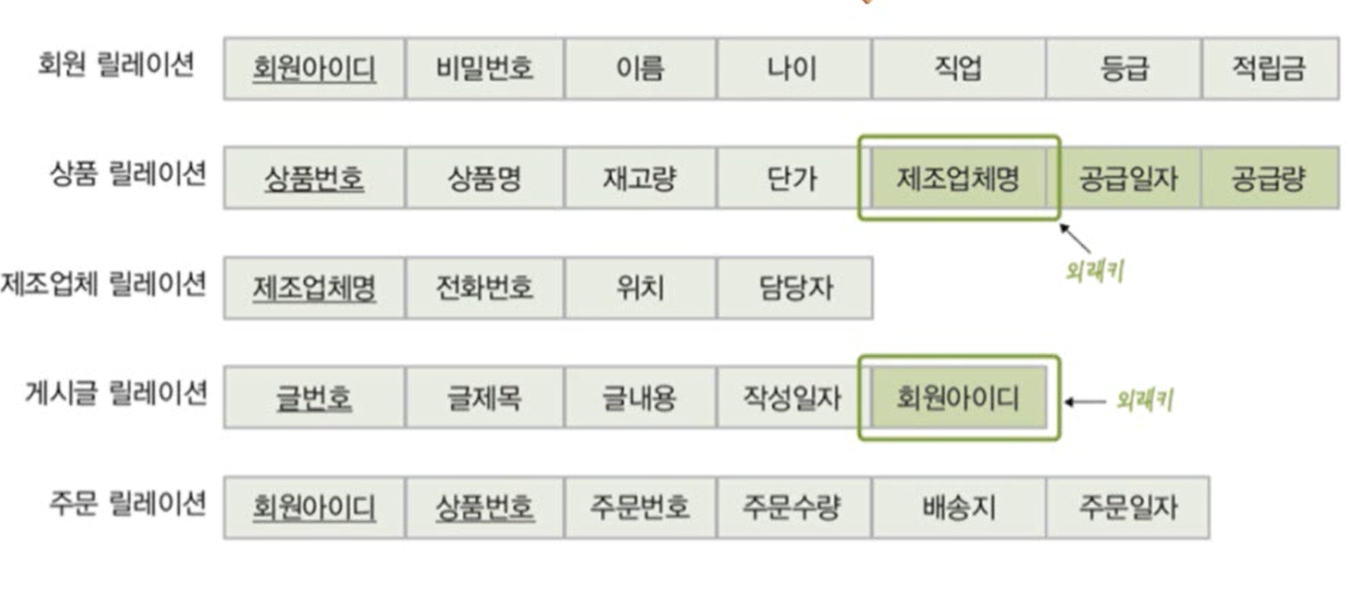 회원 릴레이션 회원아이디 비밀번호 이름 나이 직업 등급 적립금
상품 릴레이션 상품번호 상품명 재고량 단가 제조업체명 공급일자 공급량
외래키
제조업체 릴레이션 제조업체명 전화번호 위치 담당자
게시글 릴레이션 글번호 글제목 글내용 작성일자 회원아이디 외래키
주문 릴레이션 회원아이디 상품번호 주문번호 주문수량 배송지 주문일자